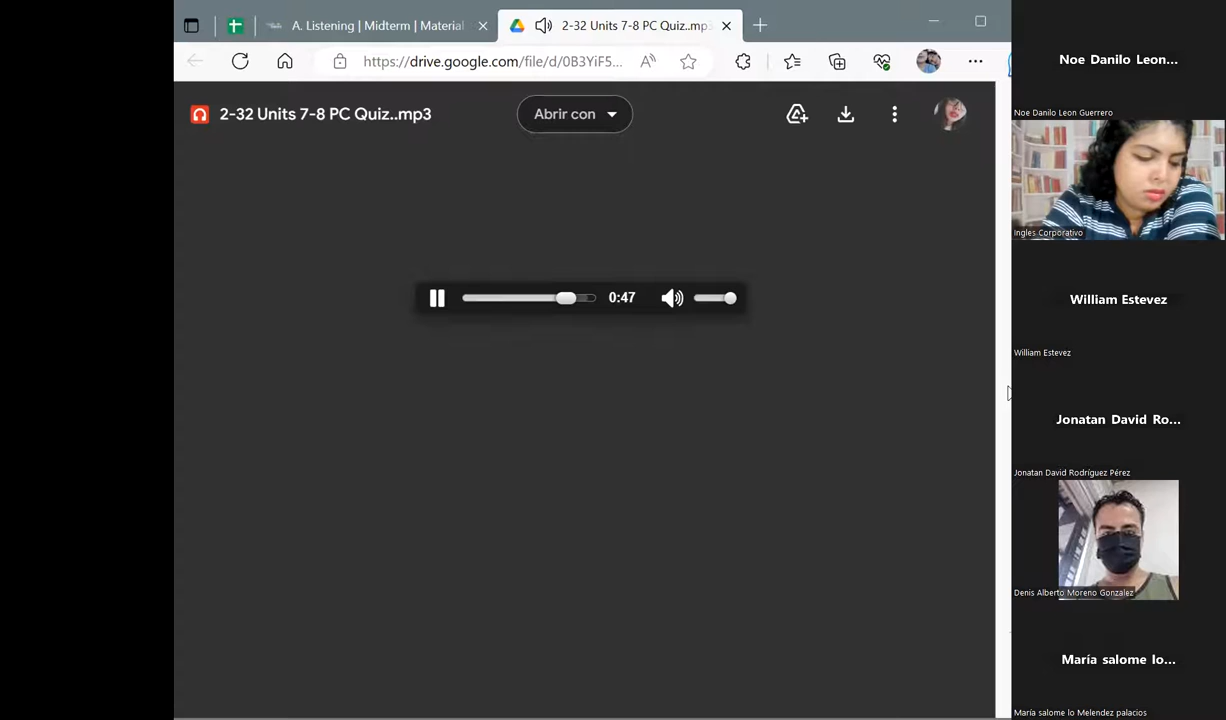 A. Listening | Midterm | Material
2-32 Units 7-8 PC Quiz..mp3
https://drive.google.com/file/d/0B3YiF5...
2-32 Units 7-8 PC Quiz..mp3
Abrir con
0:47
Noe Danilo Leon...
Noe Danilo Leon Guerrero
Ingles Corporativo
William Estevez
William Estevez
Jonatan David Ro...
Jonatan David Rodríguez Pérez
Denis Alberto Moreno Gonzalez
María salome lo...
María salome lo Melendez palacios